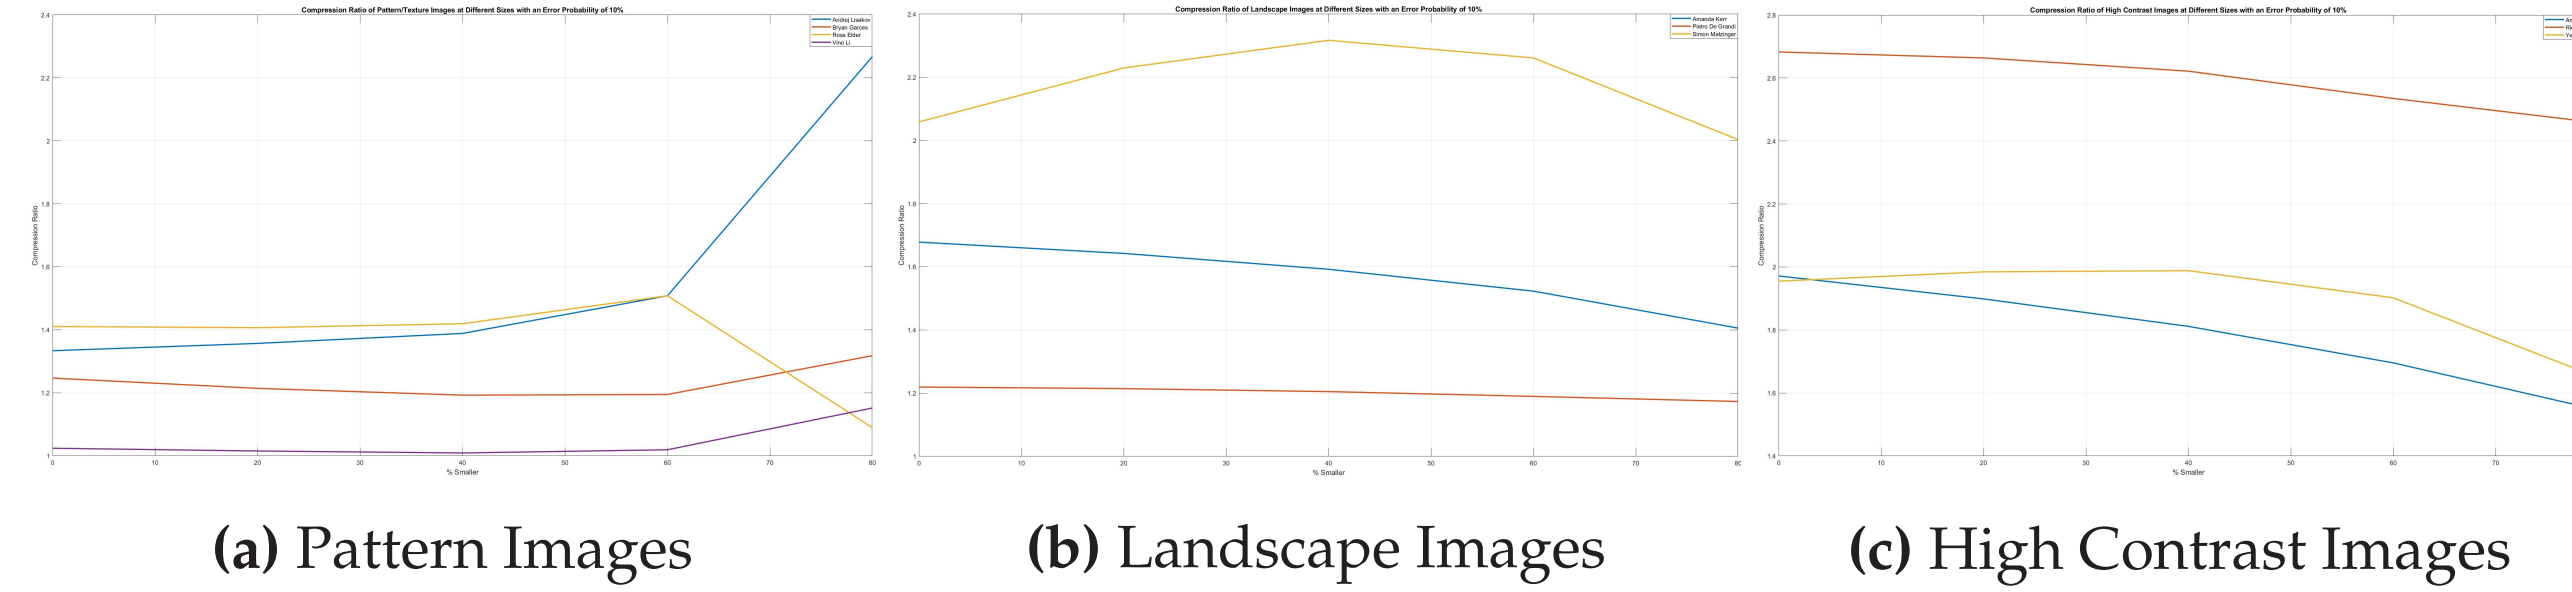 Compression Ratio of Pattern/Texture Images at Different Sizes with an Error Probability of 10%
Andrej Lisakov
Bryan Garces
Rose Elder
Vino Li
Compression Ratio
2.4
2.2
2
1.8
1.6
1.4
1.2
1
0 10 20 30 40 50 60 70 80
% Smaller
(a) Pattern Images
Compression Ratio of Landscape Images at Different Sizes with an Error Probability of 10%
Amanda Kerr
Pietro De Grandi
Simon Matzinger
Compression Ratio
2.4
2.2
2
1.8
1.6
1.4
1.2
1
0 10 20 30 40 50 60 70 80
% Smaller
(b) Landscape Images
Compression Ratio of High Contrast Images at Different Sizes with an Error Probability of 10%
Compression Ratio
2.8
2.6
2.4
2.2
2
1.8
1.6
1.4
0 10 20 30 40 50 60 70
% Smaller
(c) High Contrast Images